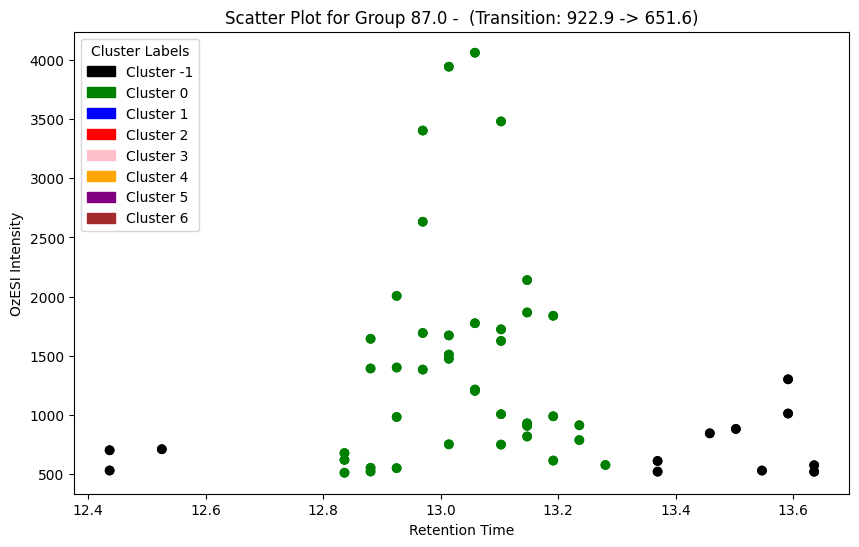 Scatter Plot for Group 87.0 -  (Transition: 922.9 -> 651.6)
Cluster Labels
Cluster -1
Cluster 0
Cluster 1
Cluster 2
Cluster 3
Cluster 4
Cluster 5
Cluster 6
OzESI Intensity
4000
3500
3000
2500
2000
1500
1000
500
12.4 12.6 12.8 13.0 13.2 13.4 13.6
Retention Time